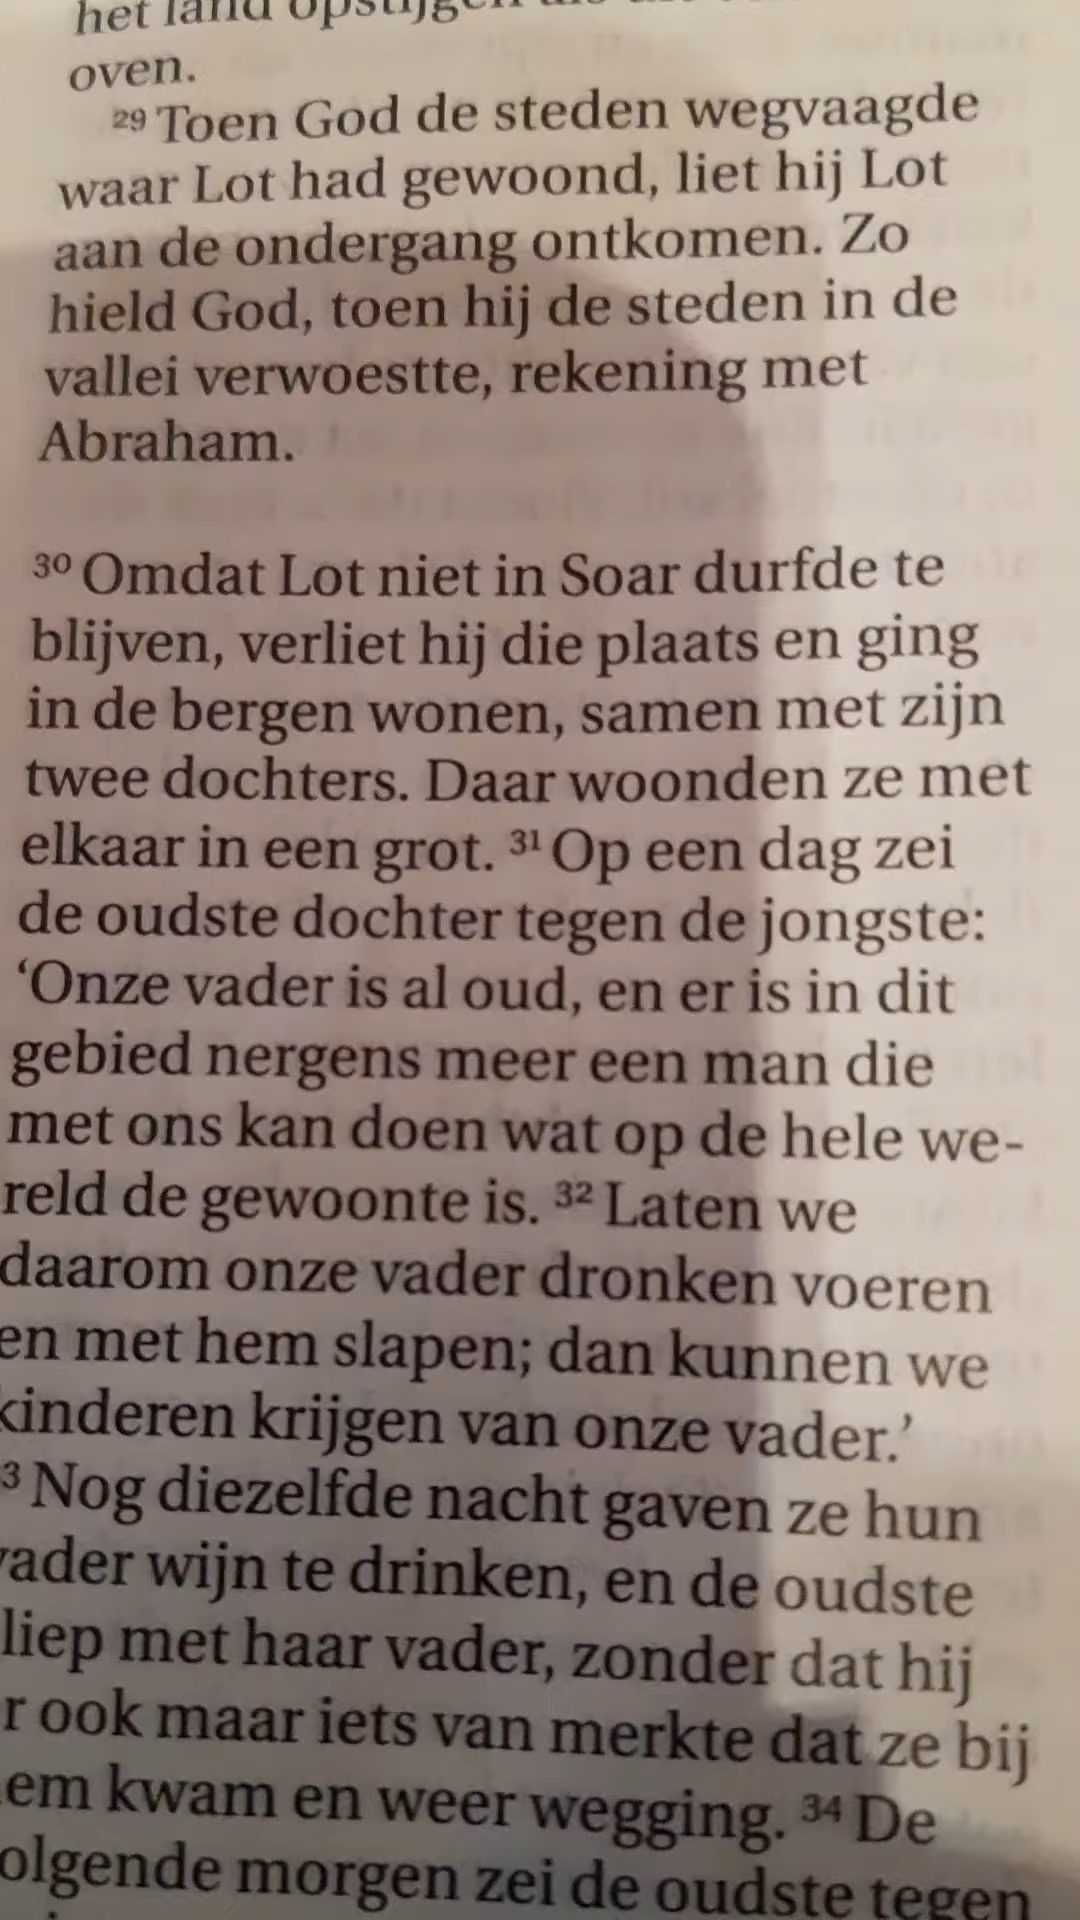 het land opstijgen als
oven.
29 Toen God de steden wegvaagde
waar Lot had gewoond, liet hij Lot
aan de ondergang ontkomen. Zo
hield God, toen hij de steden in de
vallei verwoestte, rekening met
Abraham.
30 Omdat Lot niet in Soar durfde te
blijven, verliet hij die plaats en ging
in de bergen wonen, samen met zijn
twee dochters. Daar woonden ze met
elkaar in een grot. 31 Op een dag zei
de oudste dochter tegen de jongste:
‘Onze vader is al oud, en er is in dit
gebied nergens meer een man die
met ons kan doen wat op de hele we-
reld de gewoonte is. 32 Laten we
daarom onze vader dronken voeren
en met hem slapen; dan kunnen we
kinderen krijgen van onze vader.’
3 Nog diezelfde nacht gaven ze hun
vader wijn te drinken, en de oudste
liep met haar vader, zonder dat hij
r ook maar iets van merkte dat ze bij
em kwam en weer wegging. 34 De
olgende morgen zei de oudste tegen